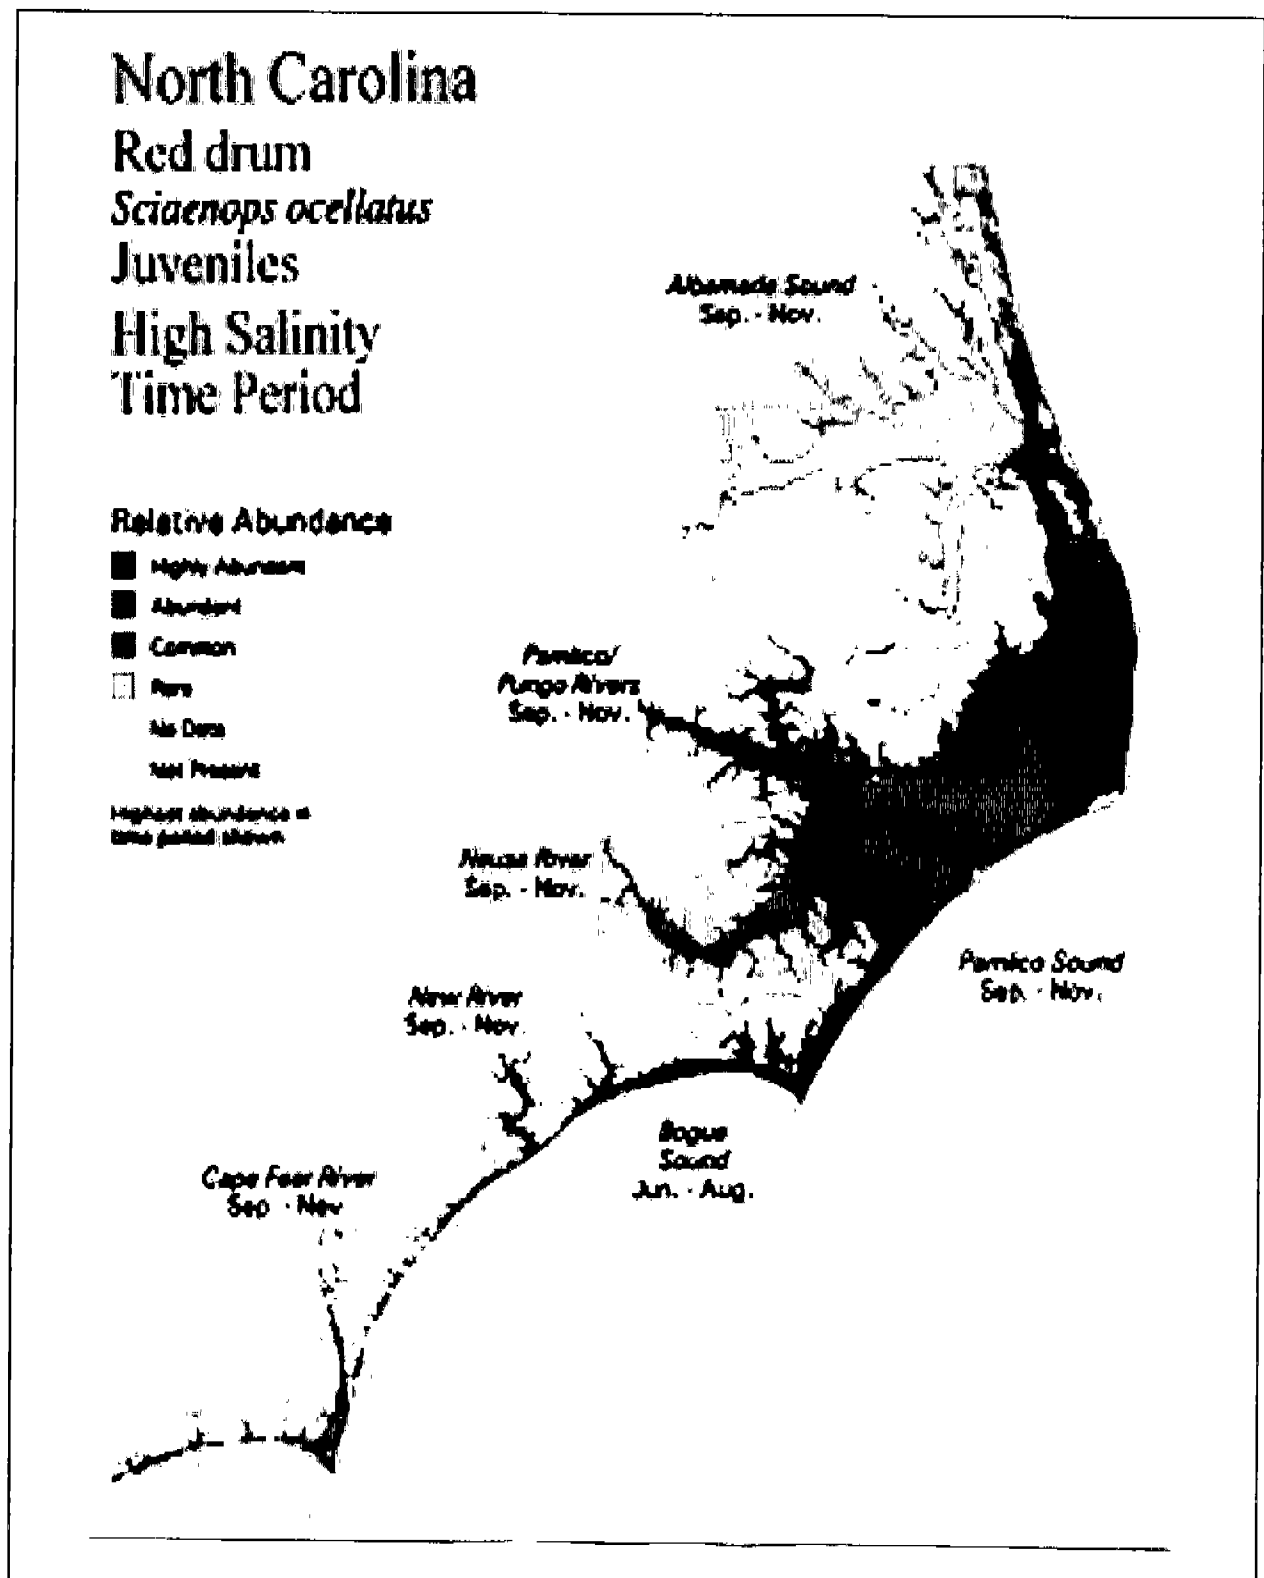 North Carolina
Red drum
Sciaenops ocellatus
Juveniles
High Salinity
Time Period
Albemarle Sound
Sep. - Nov.
Relative Abundance
Highly Abundant
Abundant
Common
Rare
No Data
Not Present
Highest abundance in
time period shown
Pamlico/
Pungo Rivers
Sep. - Nov.
Neuse River
Sep. - Nov.
Pamlico Sound
Sep. - Nov.
New River
Sep. - Nov.
Bogue
Sound
Jun. - Aug.
Cape Fear River
Sep. - Nov.